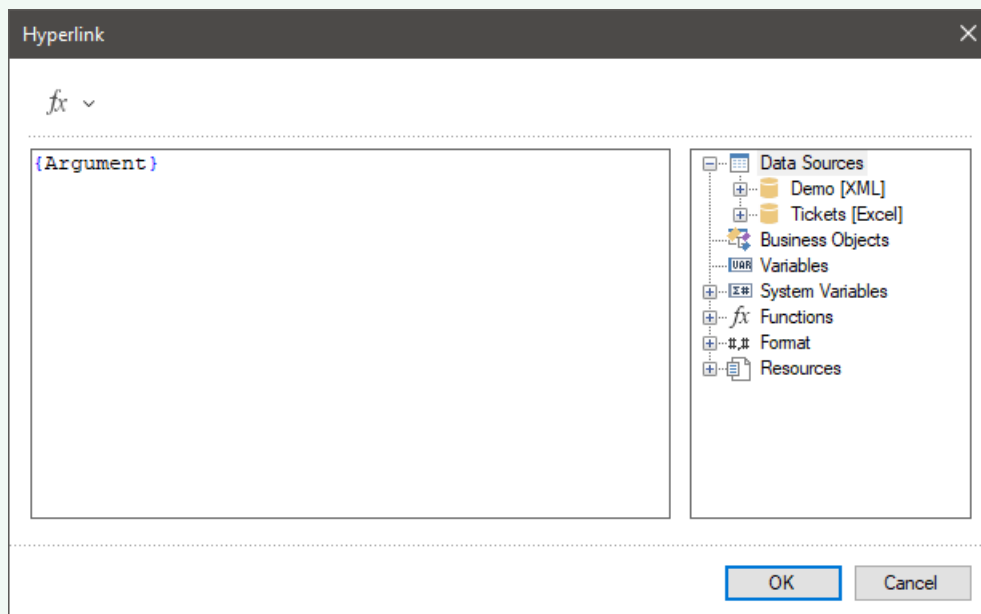 Hyperlink
fx
{Argument}
Data Sources
Demo [XML]
Tickets [Excel]
Business Objects
VAR Variables
Σ# System Variables
fx Functions
#,# Format
Resources
OK Cancel